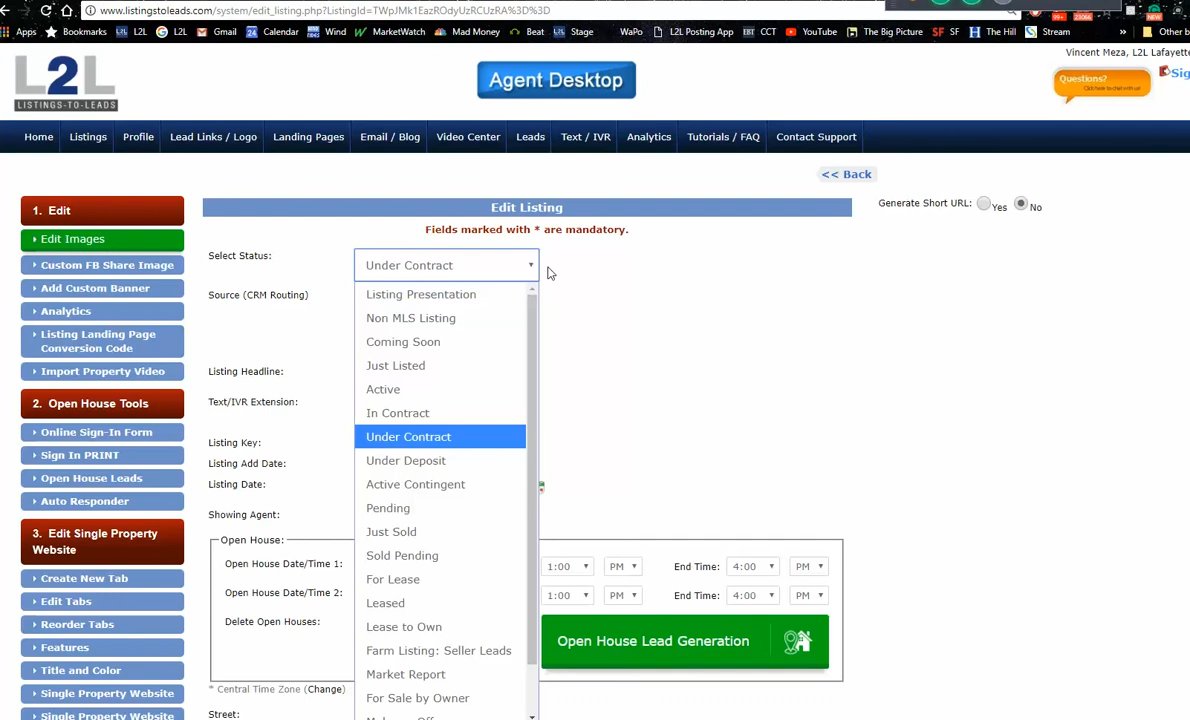 www.listingstoleads.com/system/edit_listing.php?ListingId=TWpJMk1EazROdyUzRCUzRA%3D%3D
Apps Bookmarks L2L L2L Gmail Calendar Wind MarketWatch Mad Money Beat Stage WaPo L2L Posting App CCT YouTube The Big Picture SF The Hill Stream » Other b
Vincent Meza, L2L Lafayette
L2L
LISTINGS-TO-LEADS
Agent Desktop
Questions?
Click here to chat with us!
Sig
Home Listings Profile Lead Links / Logo Landing Pages Email / Blog Video Center Leads Text / IVR Analytics Tutorials / FAQ Contact Support
<< Back
1. Edit
Edit Images
Custom FB Share Image
Add Custom Banner
Analytics
Listing Landing Page
Conversion Code
Import Property Video
2. Open House Tools
Online Sign-In Form
Sign In PRINT
Open House Leads
Auto Responder
3. Edit Single Property
Website
Create New Tab
Edit Tabs
Reorder Tabs
Features
Title and Color
Single Property Website
Single Property Website
Edit Listing
Generate Short URL: Yes No
Fields marked with * are mandatory.
Select Status:
Under Contract
Source (CRM Routing)
Listing Headline:
Text/IVR Extension:
Listing Key:
Listing Add Date:
Listing Date:
Showing Agent:
Listing Presentation
Non MLS Listing
Coming Soon
Just Listed
Active
In Contract
Under Contract
Under Deposit
Active Contingent
Pending
Just Sold
Sold Pending
For Lease
Leased
Lease to Own
Farm Listing: Seller Leads
Market Report
For Sale by Owner
Open House:
Open House Date/Time 1: 1:00 PM End Time: 4:00 PM
Open House Date/Time 2: 1:00 PM End Time: 4:00 PM
Delete Open Houses:
Open House Lead Generation
* Central Time Zone (Change)
Street: